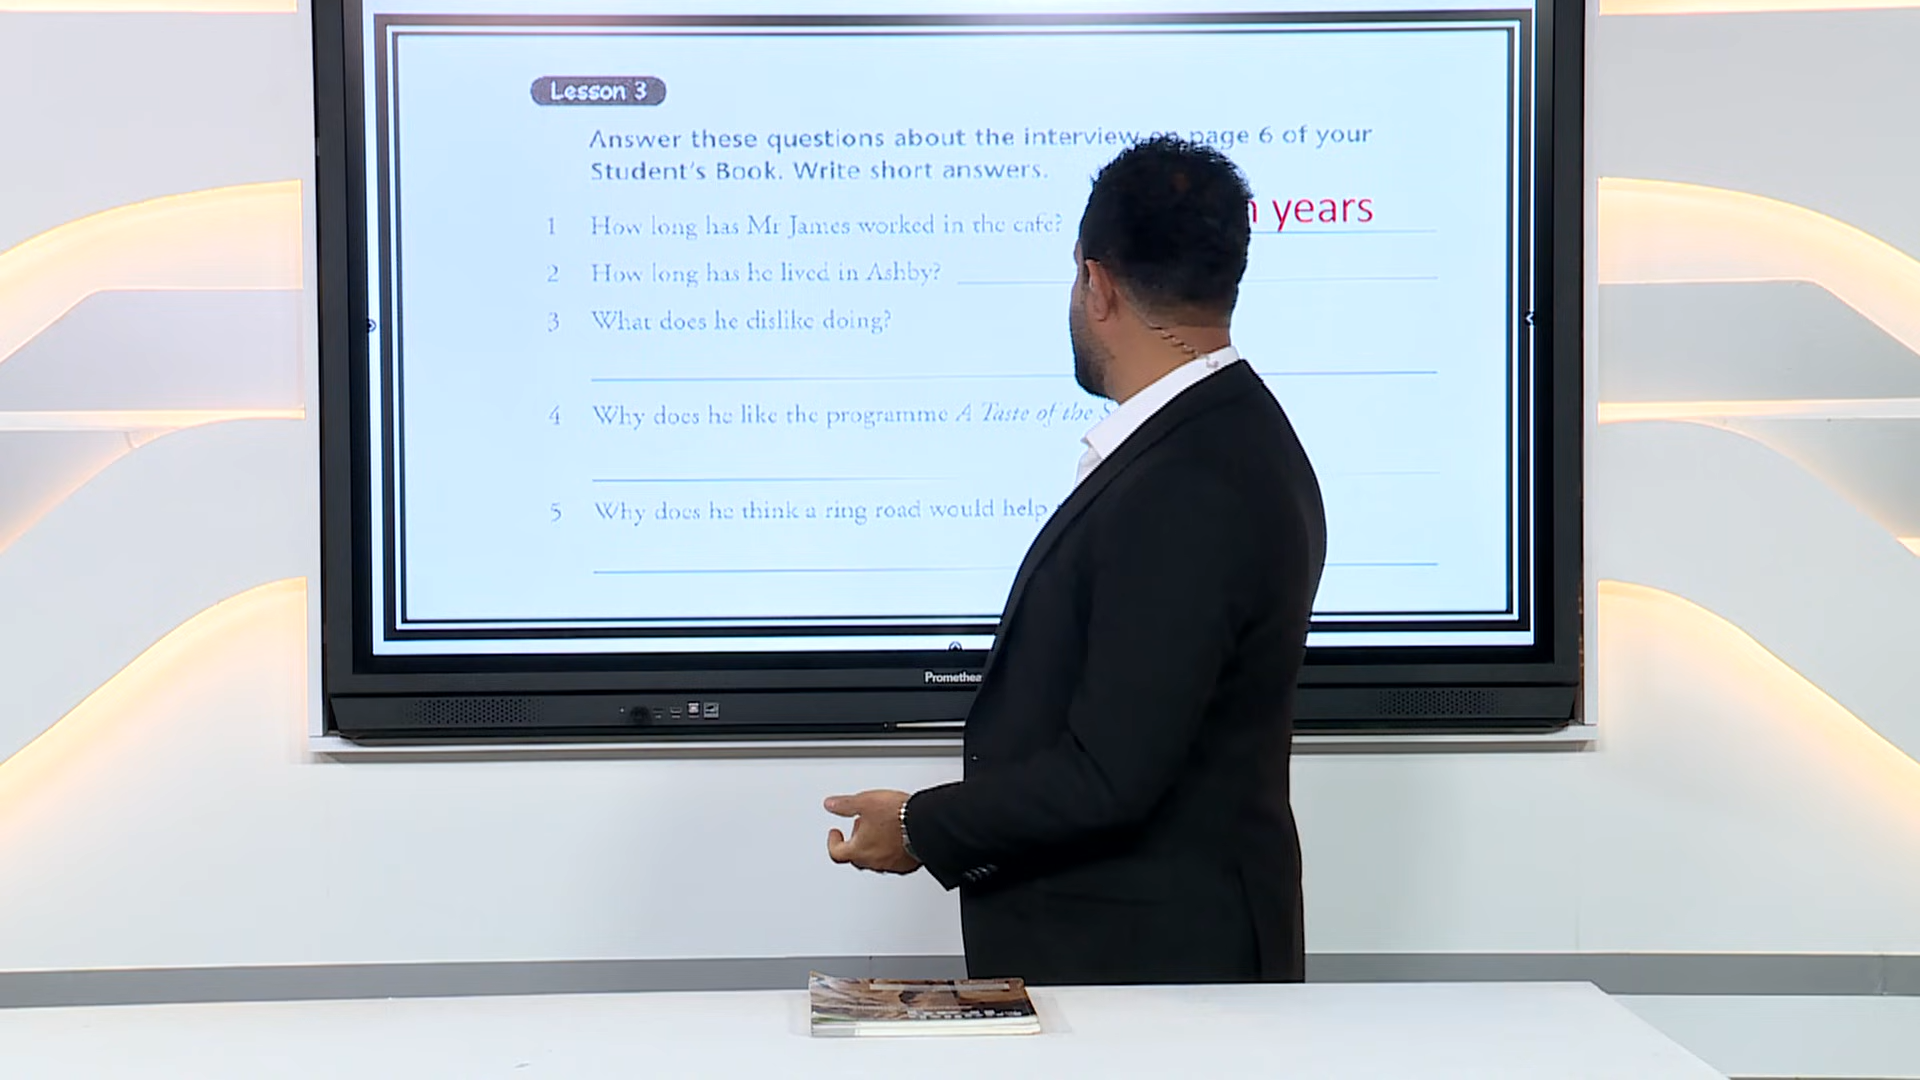 Lesson 3
Answer these questions about the interview on page 6 of your
Student's Book. Write short answers.
1 How long has Mr James worked in the cafe? years
2 How long has he lived in Ashby?
3 What does he dislike doing?
4 Why does he like the programme A Taste of the
5 Why does he think a ring road would help